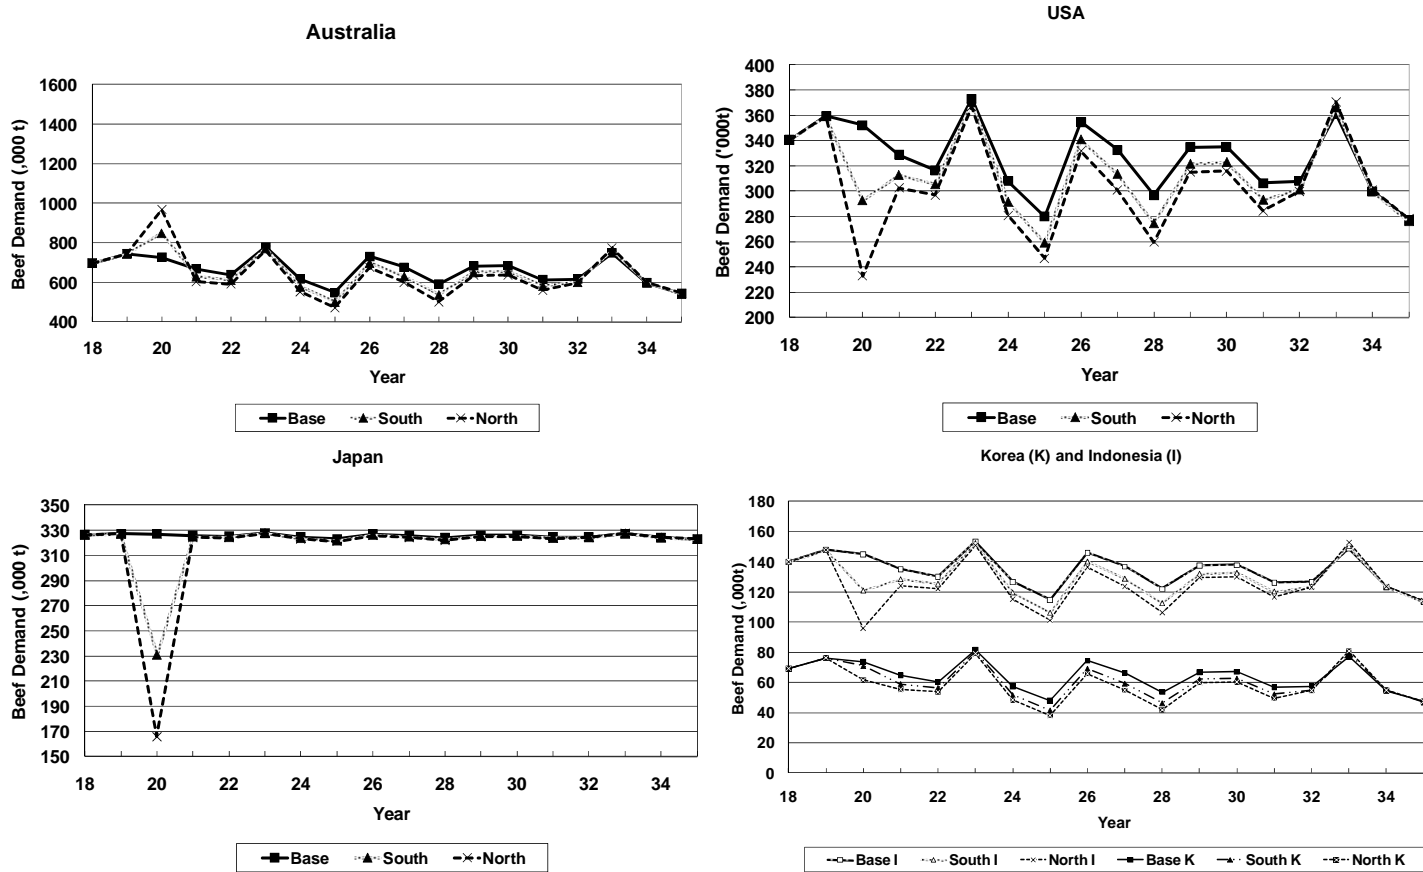 Australia
1600
1400
1200
1000
800
600
400
Beef Demand (,000 t)
18 20 22 24 26 28 30 32 34
Year
Base South North
USA
400
380
360
340
320
300
280
260
240
220
200
Beef Demand ('000t)
18 20 22 24 26 28 30 32 34
Year
Base South North
Japan
350
330
310
290
270
250
230
210
190
170
150
Beef Demand (,000 t)
18 20 22 24 26 28 30 32 34
Year
Base South North
Korea (K) and Indonesia (I)
180
160
140
120
100
80
60
40
20
0
Beef Demand (,000t)
18 20 22 24 26 28 30 32 34
Year
Base I South I North I Base K South K North K